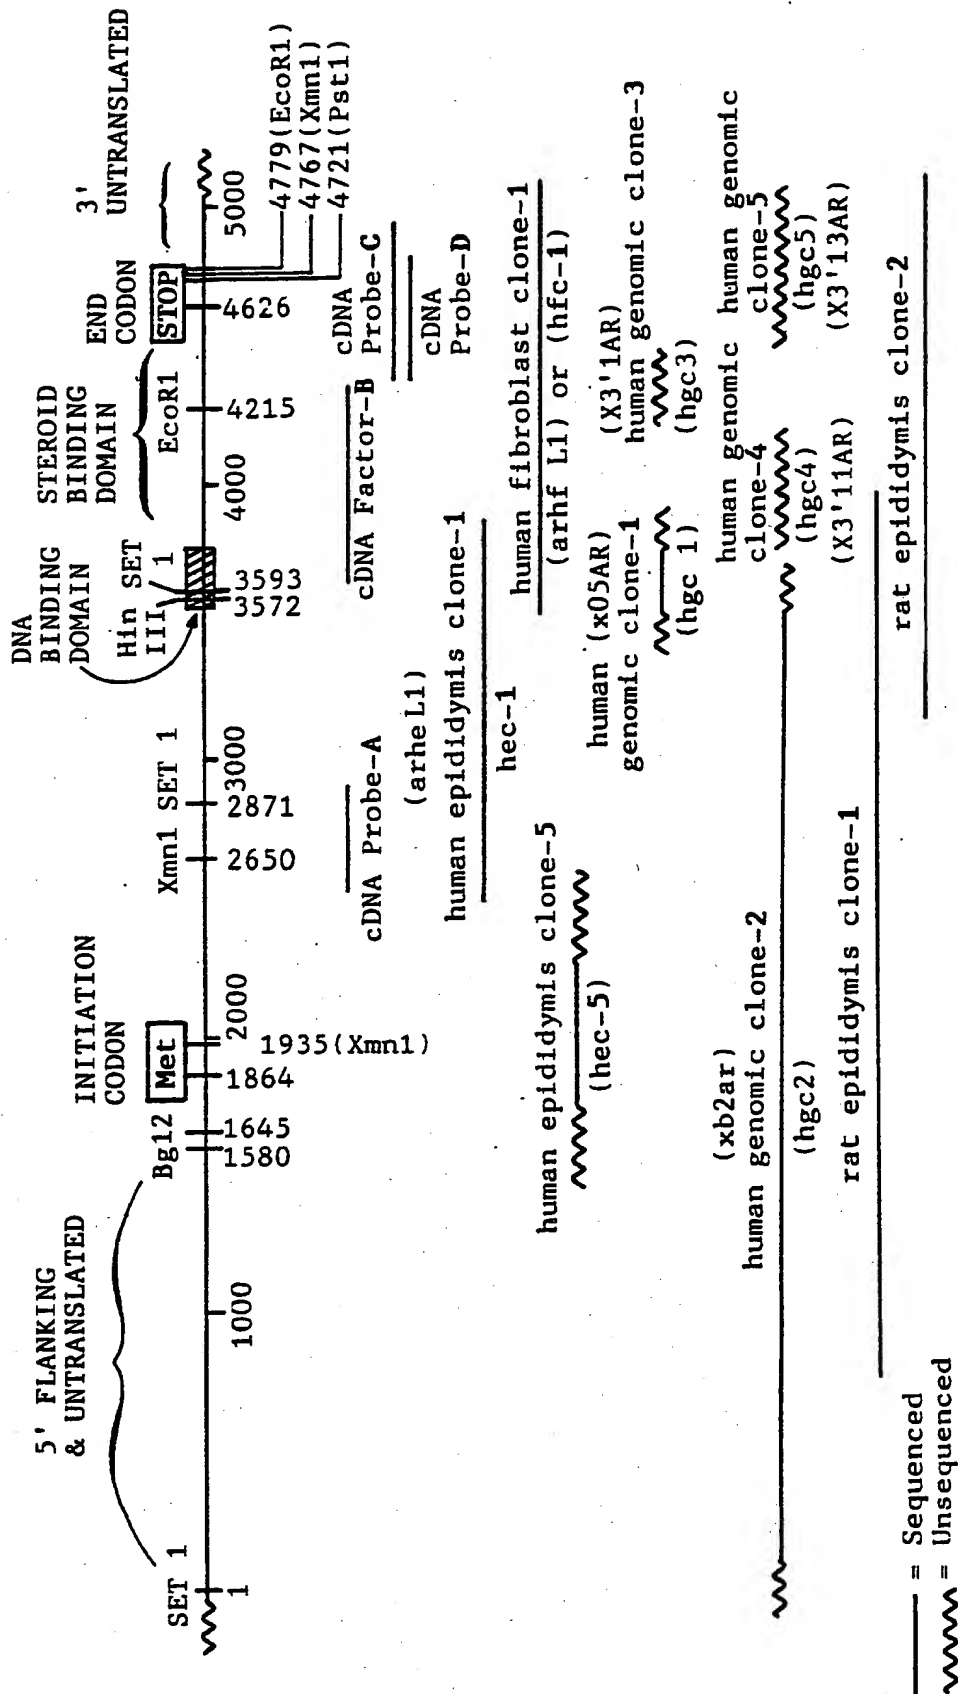 5' FLANKING
& UNTRANSLATED
INITIATION
CODON
DNA
BINDING
DOMAIN
STEROID
BINDING
DOMAIN
END
CODON
3'
UNTRANSLATED
SET 1
Bg12
Met
Xmn1 SET 1
Hin SET
III 1
EcoR1
STOP
1
1000
1580
1645
1864
1935(Xmn1)
2000
2650
2871
3000
3572
3593
4000
4215
4626
5000
4779(EcoR1)
4767(Xmn1)
4721(Pst1)
cDNA Probe-A
cDNA Factor-B
cDNA
Probe-C
cDNA
Probe-D
(arhe L1)
human epididymis clone-1
hec-1
human fibroblast clone-1
(arhf L1) or (hfc-1)
human epididymis clone-5
(hec-5)
human (x05AR)
genomic clone-1
(hgc 1)
(X3'1AR)
human genomic clone-3
(hgc3)
(xb2ar)
human genomic clone-2
(hgc2)
human genomic
clone-4
(hgc4)
(X3'11AR)
human genomic
clone-5
(hgc5)
(X3'13AR)
rat epididymis clone-1
rat epididymis clone-2
= Sequenced
= Unsequenced